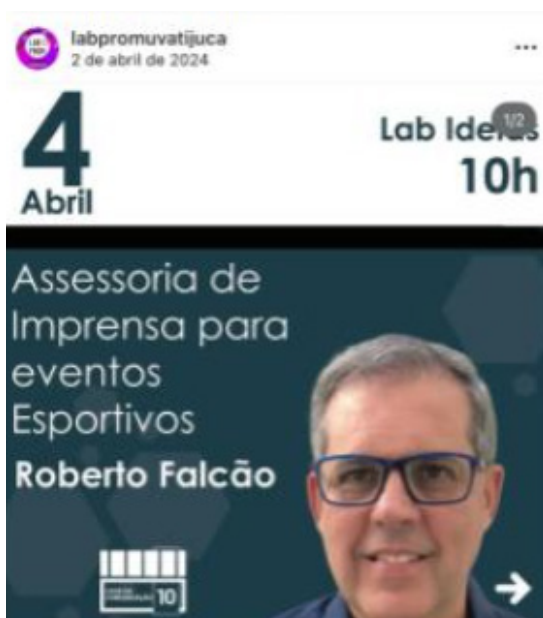 labpromuvatijuca
2 de abril de 2024
4
Abril
Lab Ideias
10h
1/2
Assessoria de
Imprensa para
eventos
Esportivos
Roberto Falcão
10